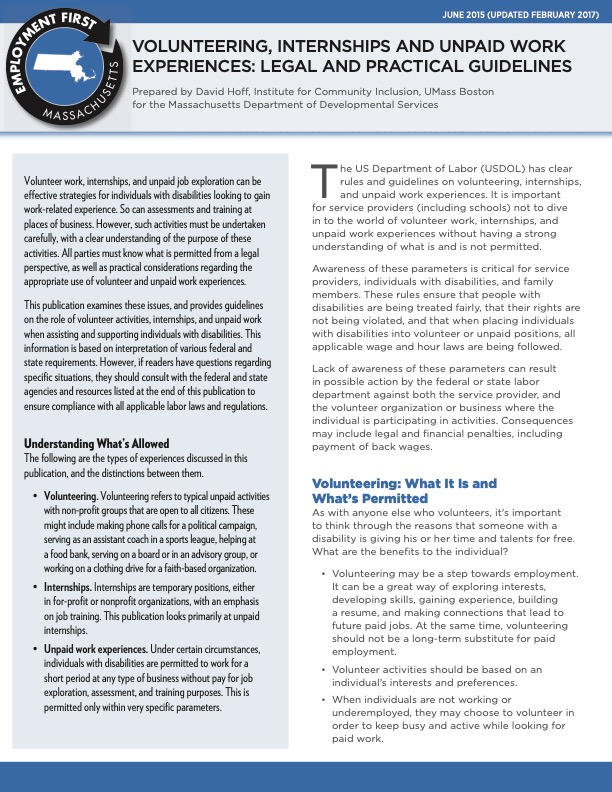 JUNE 2015 (UPDATED FEBRUARY 2017)
EMPLOYMENT FIRST
MASSACHUSETTS
VOLUNTEERING, INTERNSHIPS AND UNPAID WORK
EXPERIENCES: LEGAL AND PRACTICAL GUIDELINES
Prepared by David Hoff, Institute for Community Inclusion, UMass Boston
for the Massachusetts Department of Developmental Services
Volunteer work, internships, and unpaid job exploration can be
effective strategies for individuals with disabilities looking to gain
work-related experience. So can assessments and training at
places of business. However, such activities must be undertaken
carefully, with a clear understanding of the purpose of these
activities. All parties must know what is permitted from a legal
perspective, as well as practical considerations regarding the
appropriate use of volunteer and unpaid work experiences.
This publication examines these issues, and provides guidelines
on the role of volunteer activities, internships, and unpaid work
when assisting and supporting individuals with disabilities. This
information is based on interpretation of various federal and
state requirements. However, if readers have questions regarding
specific situations, they should consult with the federal and state
agencies and resources listed at the end of this publication to
ensure compliance with all applicable labor laws and regulations.
Understanding What's Allowed
The following are the types of experiences discussed in this
publication, and the distinctions between them.
• Volunteering. Volunteering refers to typical unpaid activities
with non-profit groups that are open to all citizens. These
might include making phone calls for a political campaign,
serving as an assistant coach in a sports league, helping at
a food bank, serving on a board or in an advisory group, or
working on a clothing drive for a faith-based organization.
• Internships. Internships are temporary positions, either
in for-profit or nonprofit organizations, with an emphasis
on job training. This publication looks primarily at unpaid
internships.
• Unpaid work experiences. Under certain circumstances,
individuals with disabilities are permitted to work for a
short period at any type of business without pay for job
exploration, assessment, and training purposes. This is
permitted only within very specific parameters.
The US Department of Labor (USDOL) has clear
rules and guidelines on volunteering, internships,
and unpaid work experiences. It is important
for service providers (including schools) not to dive
in to the world of volunteer work, internships, and
unpaid work experiences without having a strong
understanding of what is and is not permitted.
Awareness of these parameters is critical for service
providers, individuals with disabilities, and family
members. These rules ensure that people with
disabilities are being treated fairly, that their rights are
not being violated, and that when placing individuals
with disabilities into volunteer or unpaid positions, all
applicable wage and hour laws are being followed.
Lack of awareness of these parameters can result
in possible action by the federal or state labor
department against both the service provider, and
the volunteer organization or business where the
individual is participating in activities. Consequences
may include legal and financial penalties, including
payment of back wages.
Volunteering: What It Is and
What's Permitted
As with anyone else who volunteers, it's important
to think through the reasons that someone with a
disability is giving his or her time and talents for free.
What are the benefits to the individual?
• Volunteering may be a step towards employment.
It can be a great way of exploring interests,
developing skills, gaining experience, building
a resume, and making connections that lead to
future paid jobs. At the same time, volunteering
should not be a long-term substitute for paid
employment.
• Volunteer activities should be based on an
individual's interests and preferences.
• When individuals are not working or
underemployed, they may choose to volunteer in
order to keep busy and active while looking for
paid work.